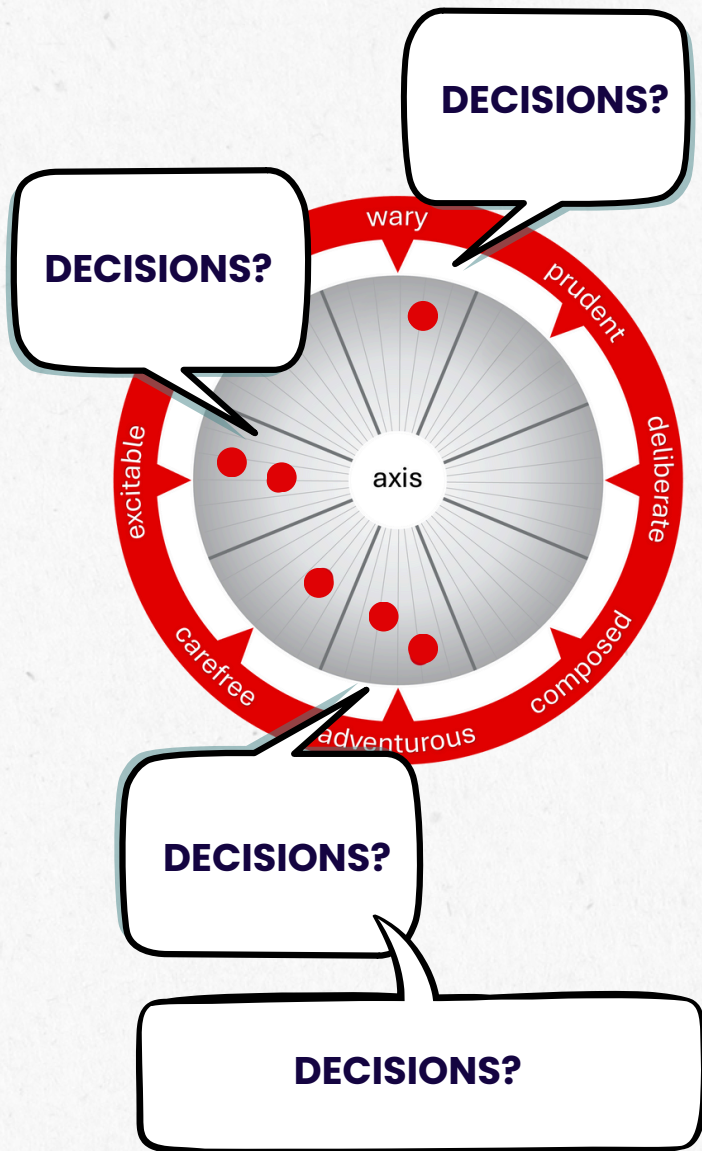 DECISIONS?
DECISIONS?
wary
prudent
excitable
deliberate
axis
carefree
composed
adventurous
DECISIONS?
DECISIONS?